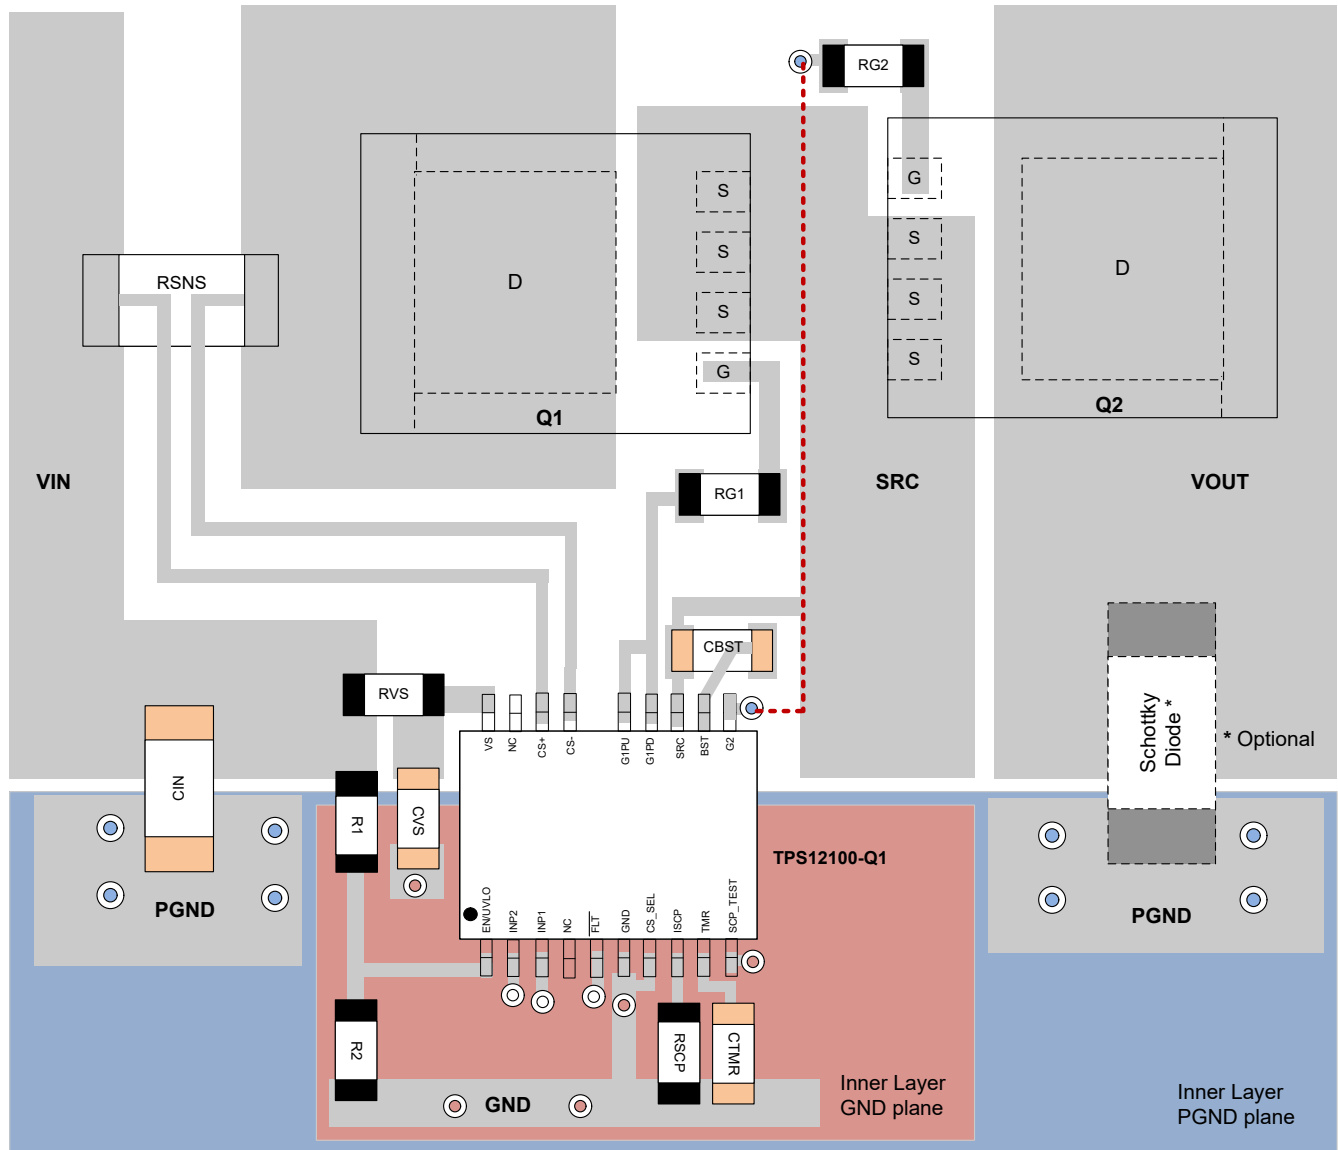 RG2
G
S
S
S
D
Q2
S
S
S
G
D
Q1
RSNS
VIN
SRC
VOUT
RG1
CBST
RVS
VS
NC
CS+
CS-
G1PU
G1PD
SRC
BST
G2
CIN
R1
CVS
TPS12100-Q1
Schottky
Diode *
* Optional
EN/UVLO
INP2
INP1
NC
FLT
GND
CS_SEL
ISCP
TMR
SCP_TEST
PGND
PGND
R2
RSCP
CTMR
GND
Inner Layer
GND plane
Inner Layer
PGND plane